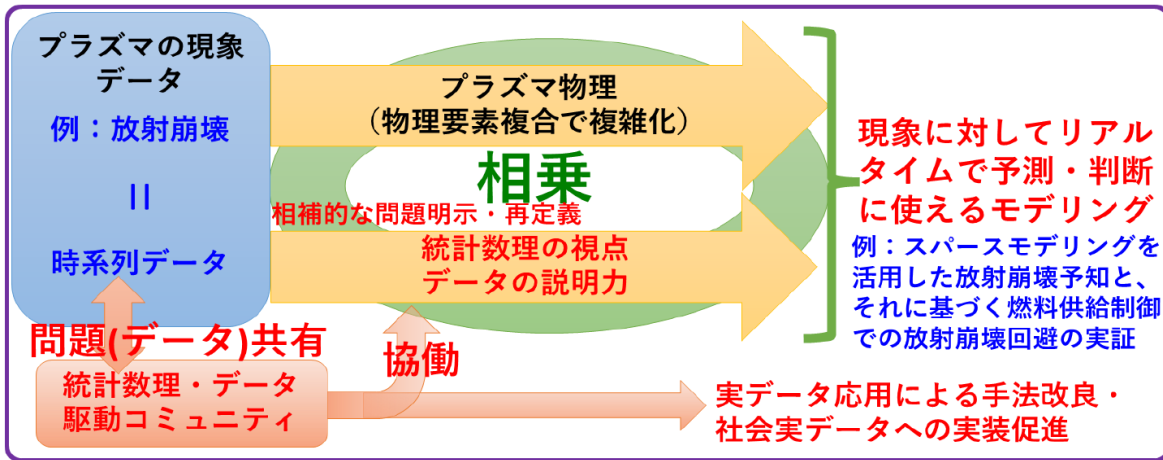 プラズマの現象
データ
例：放射崩壊
＝
時系列データ
プラズマ物理
（物理要素複合で複雑化）
相乗
相補的な問題明示・再定義
統計数理の視点
データの説明力
現象に対してリアル
タイムで予測・判断
に使えるモデリング
例：スパースモデリングを
活用した放射崩壊予知と、
それに基づく燃料供給制御
での放射崩壊回避の実証
問題(データ)共有
統計数理・データ
駆動コミュニティ
協働
実データ応用による手法改良・
社会実データへの実装促進